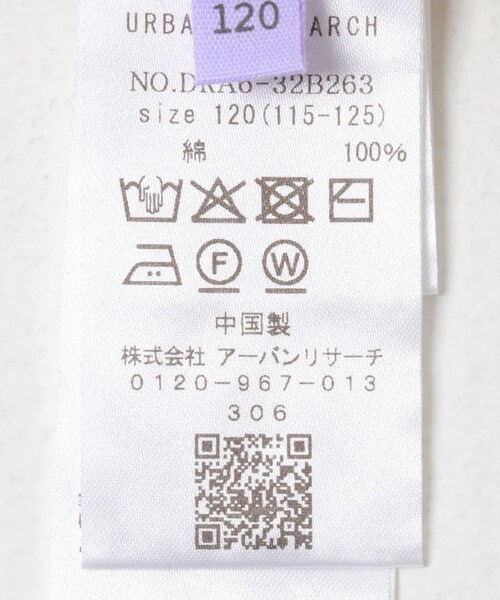 120
URBA ARCH
NO.DRA6-32B263
size 120(115-125)
綿 100%
F W
中国製
株式会社 アーバンリサーチ
0120-967-013
306